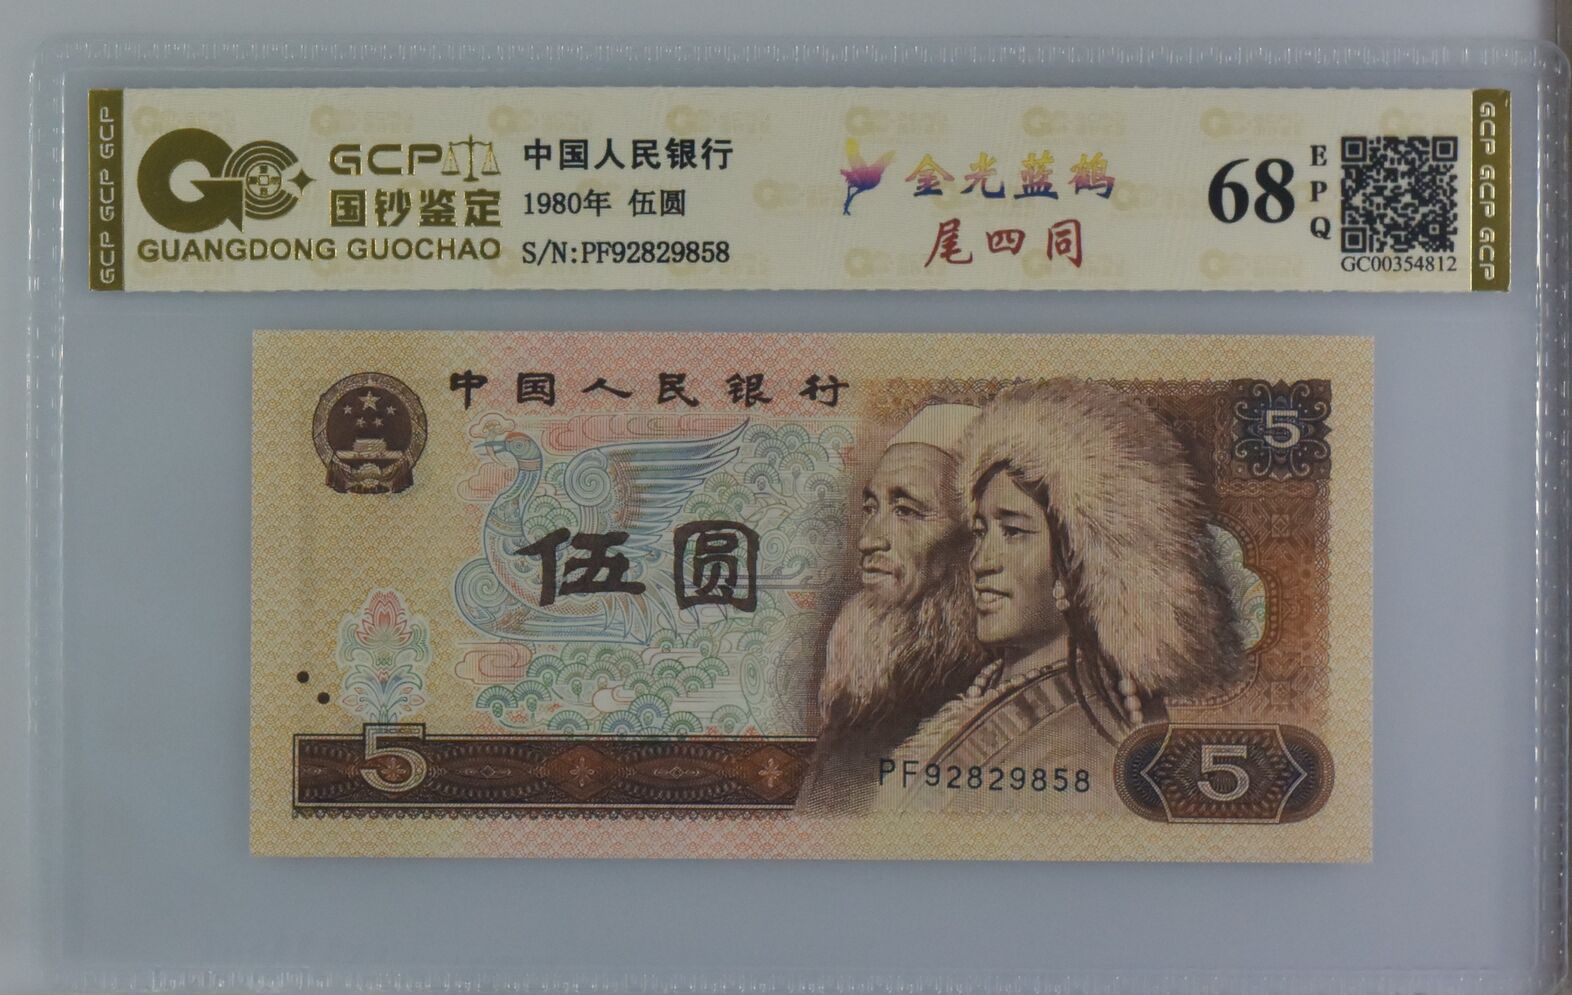 GCP GCP GCP
GCP
国钞鉴定
GUANGDONG GUOCHAO
中国人民银行
1980年 伍圆
S/N:PF92829858
金光蓝鹤
尾四同
68
EPQ
GC00354812
GCP GCP GCP
中国人民银行
5
伍圆
5
PF92829858
5